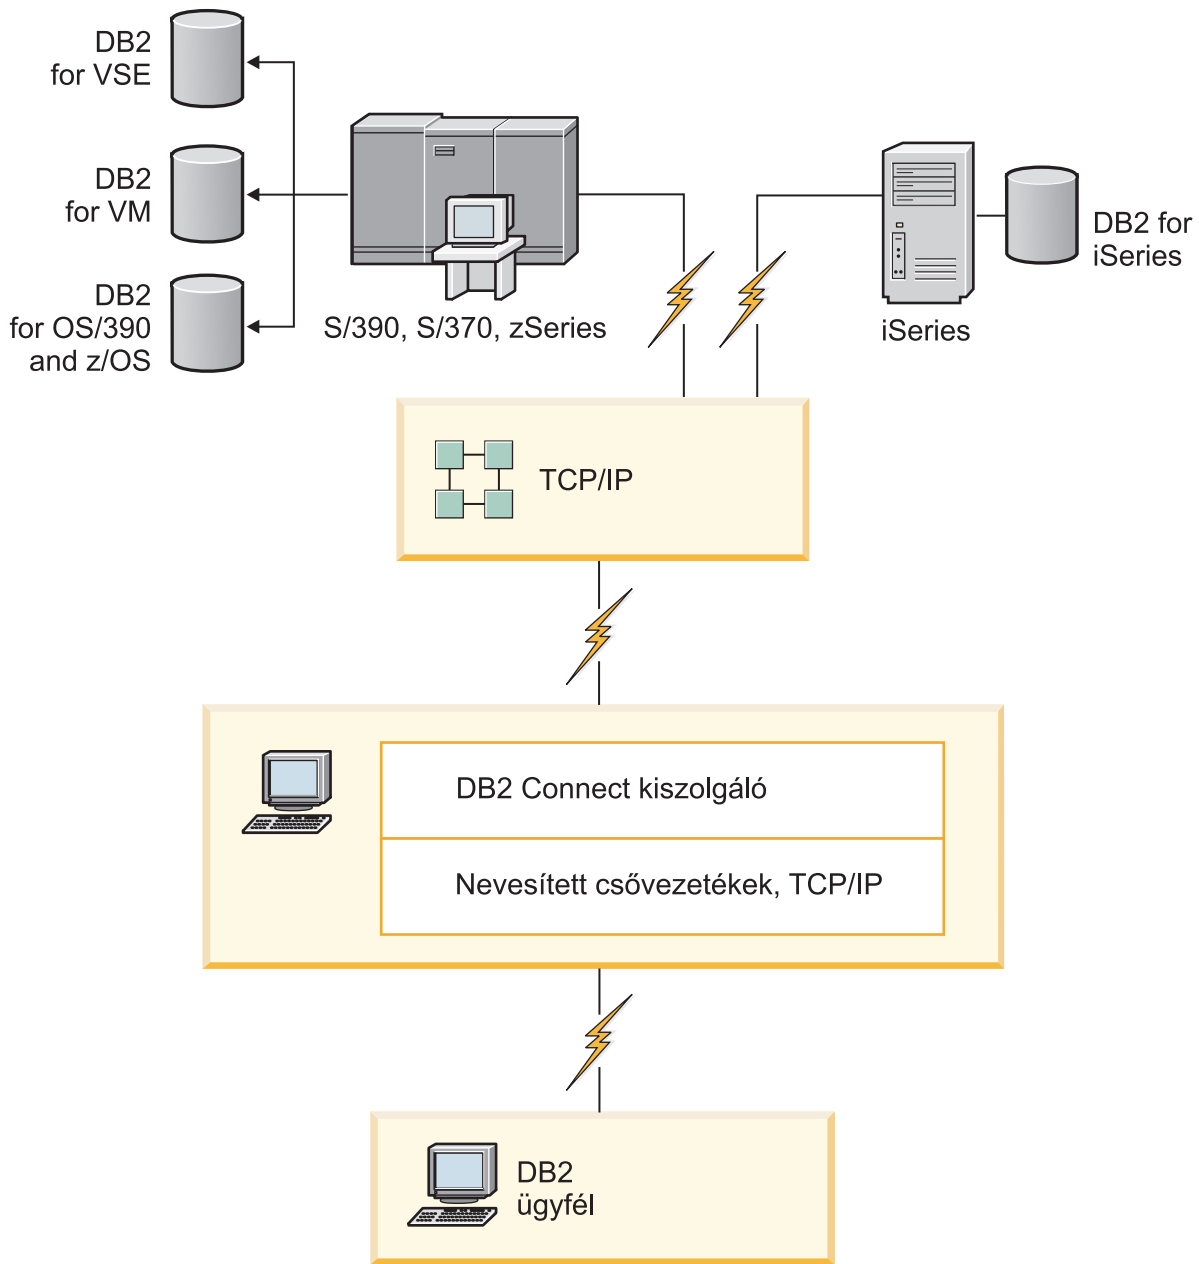 DB2
for VSE
DB2
for VM
DB2
for OS/390
and z/OS
S/390, S/370, zSeries
iSeries
DB2 for
iSeries
TCP/IP
DB2 Connect kiszolgáló
Nevesített csővezetékek, TCP/IP
DB2
ügyfél